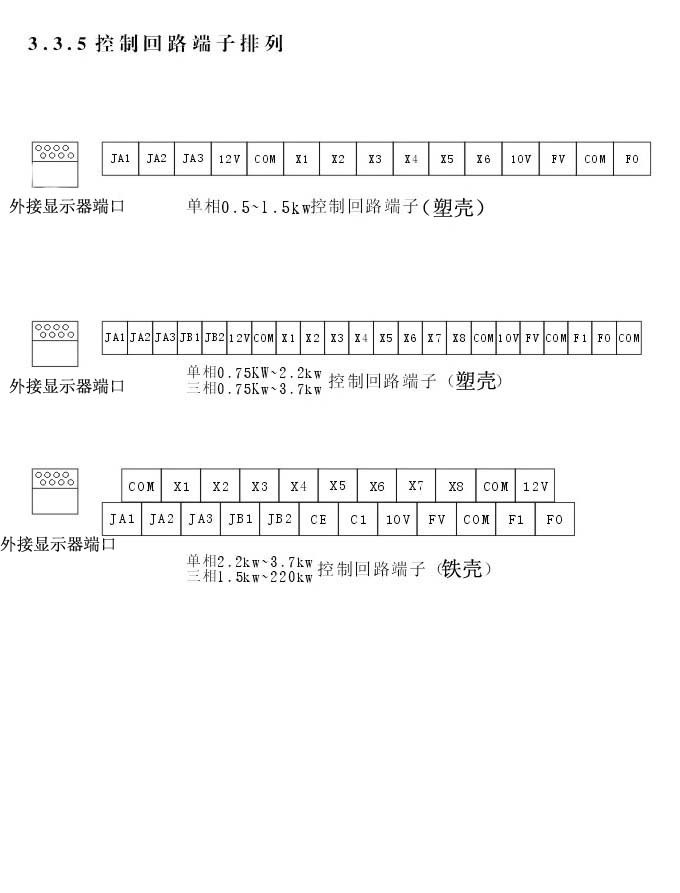 3.3.5 控制回路端子排列
JA1 JA2 JA3 12V COM X1 X2 X3 X4 X5 X6 10V FV COM FO
外接显示器端口
单相0.5~1.5kw控制回路端子(塑壳)
JA1 JA2 JA3 JB1 JB2 12V COM X1 X2 X3 X4 X5 X6 X7 X8 COM 10V FV COM F1 FO COM
外接显示器端口
单相0.75KW~2.2kw
三相0.75Kw~3.7kw
控制回路端子(塑壳)
COM X1 X2 X3 X4 X5 X6 X7 X8 COM 12V
JA1 JA2 JA3 JB1 JB2 CE C1 10V FV COM F1 FO
外接显示器端口
单相2.2kw~3.7kw
三相1.5kw~220kw
控制回路端子(铁壳)